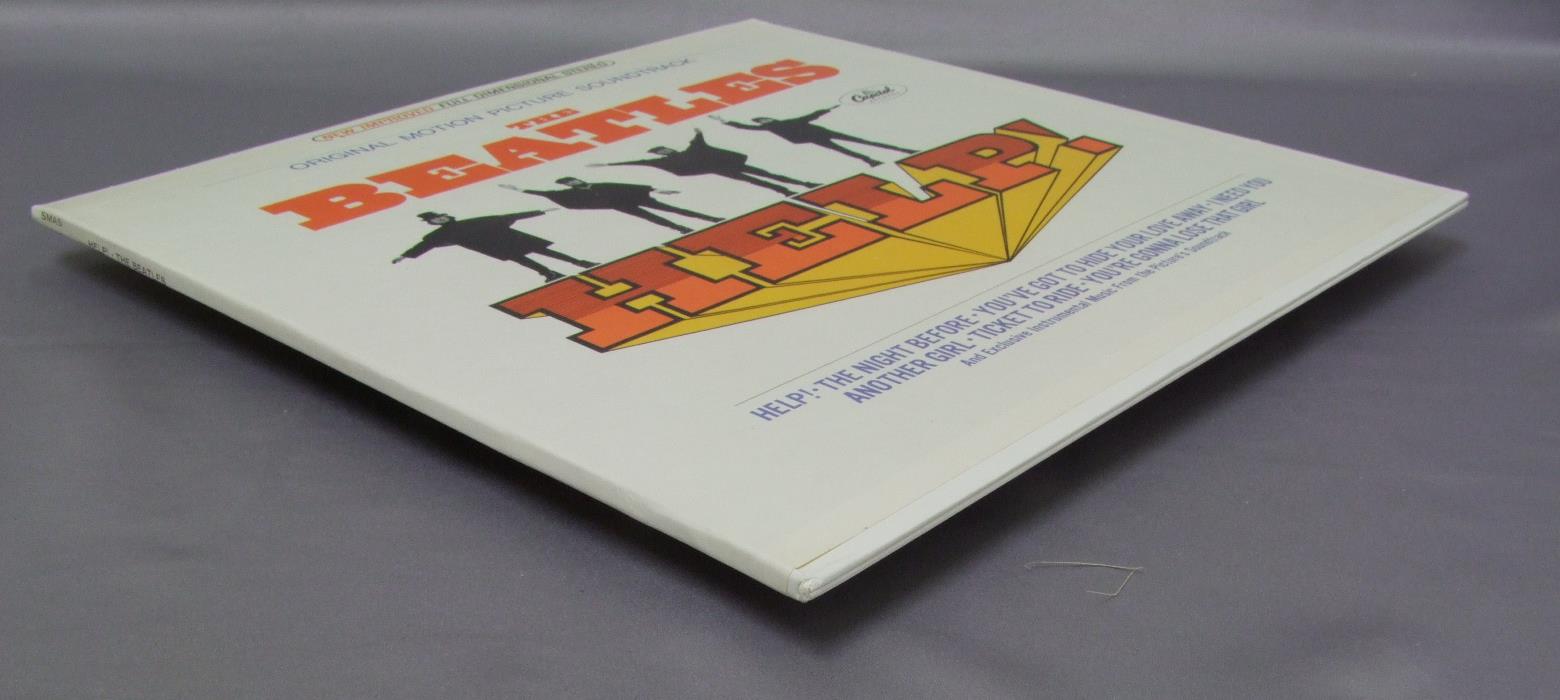 NEW IMPROVED FULL DIMENSIONAL STEREO
ORIGINAL MOTION PICTURE SOUNDTRACK
THE
BEATLES
Capitol
HELP!
HELP! · THE NIGHT BEFORE · YOU'VE GOT TO HIDE YOUR LOVE AWAY · I NEED YOU
ANOTHER GIRL · TICKET TO RIDE · YOU'RE GONNA LOSE THAT GIRL
And Exclusive Instrumental Music From the Picture's Soundtrack
SMAS HELP! · THE BEATLES